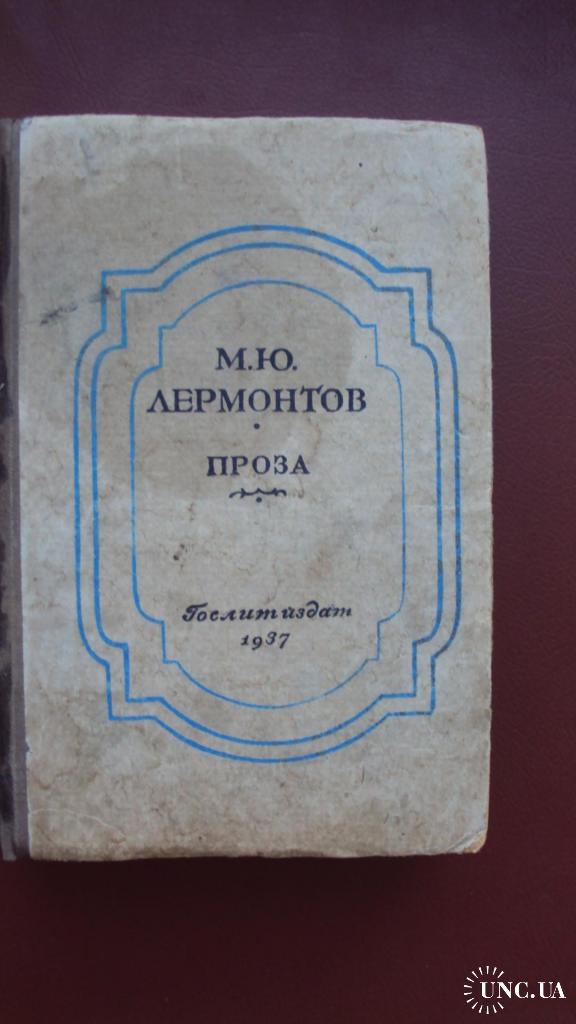 М.Ю.
ЛЕРМОНТОВ
ПРОЗА
Гослитиздат
1937
UNC.UA